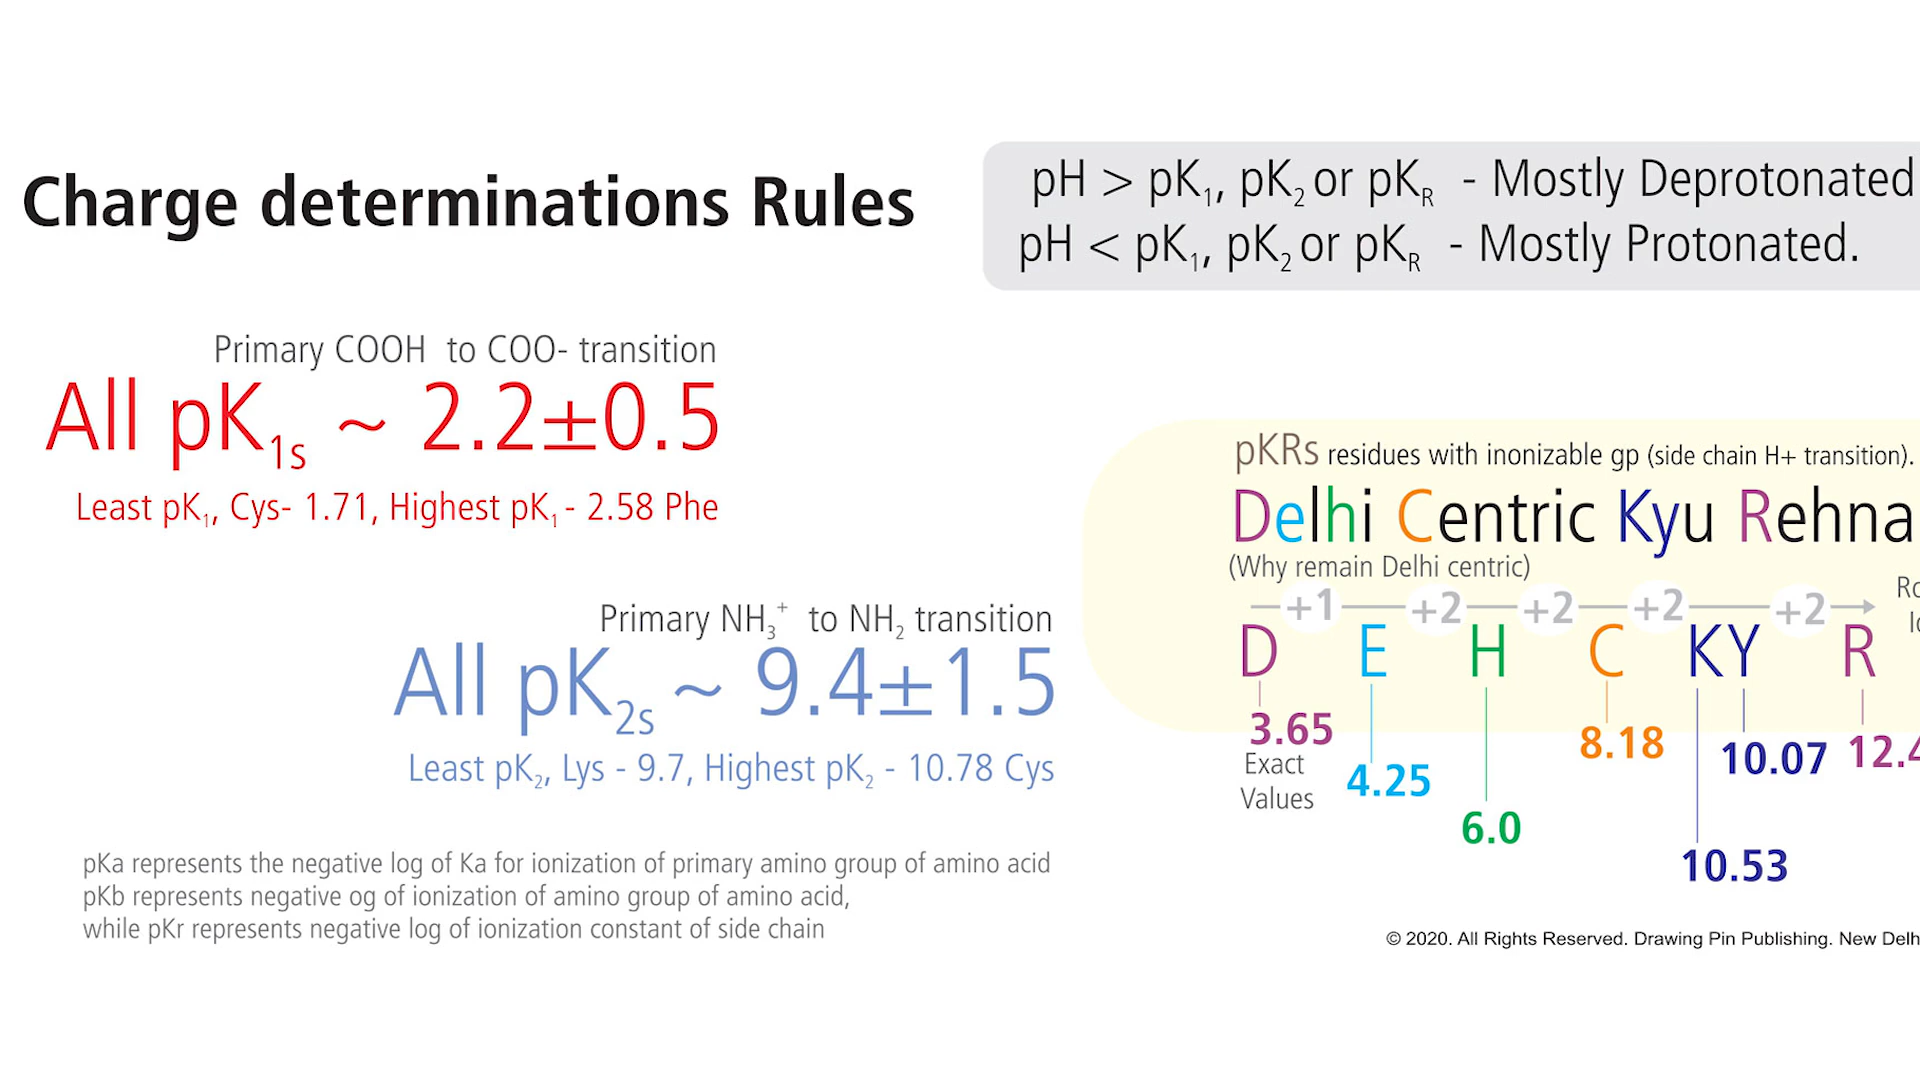 Charge determinations Rules
pH > pK1, pK2 or pKR - Mostly Deprotonated
pH < pK1, pK2 or pKR - Mostly Protonated.
Primary COOH to COO- transition
All pK1s ~ 2.2±0.5
Least pK1, Cys- 1.71, Highest pK1 - 2.58 Phe
Primary NH3+ to NH2 transition
All pK2s ~ 9.4±1.5
Least pK2, Lys - 9.7, Highest pK2 - 10.78 Cys
pKa represents the negative log of Ka for ionization of primary amino group of amino acid
pKb represents negative og of ionization of amino group of amino acid,
while pKr represents negative log of ionization constant of side chain
pKRs residues with inonizable gp (side chain H+ transition).
Delhi Centric Kyu Rehna
(Why remain Delhi centric)
+1 +2 +2 +2 +2
D E H C KY R
3.65 8.18 10.07 12.4
Exact
Values
4.25
6.0
10.53
© 2020. All Rights Reserved. Drawing Pin Publishing. New Delh